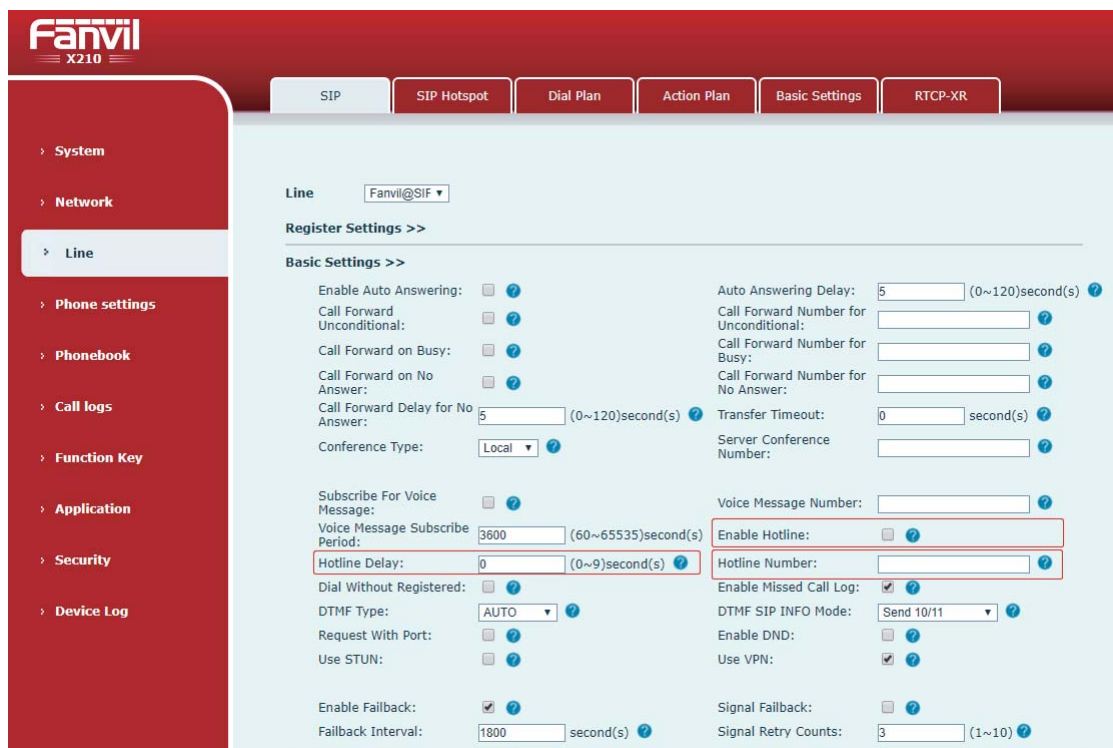 Fanvil
X210
SIP
SIP Hotspot
Dial Plan
Action Plan
Basic Settings
RTCP-XR
› System
› Network
› Line
› Phone settings
› Phonebook
› Call logs
› Function Key
› Application
› Security
› Device Log
Line Fanvil@SIF
Register Settings >>
Basic Settings >>
Enable Auto Answering:
Auto Answering Delay: 5 (0~120)second(s)
Call Forward
Unconditional:
Call Forward Number for
Unconditional:
Call Forward on Busy:
Call Forward Number for
Busy:
Call Forward on No
Answer:
Call Forward Number for
No Answer:
Call Forward Delay for No
Answer: 5 (0~120)second(s)
Transfer Timeout: 0 second(s)
Conference Type: Local
Server Conference
Number:
Subscribe For Voice
Message:
Voice Message Number:
Voice Message Subscribe
Period: 3600 (60~65535)second(s)
Enable Hotline:
Hotline Delay: 0 (0~9)second(s)
Hotline Number:
Dial Without Registered:
Enable Missed Call Log:
DTMF Type: AUTO
DTMF SIP INFO Mode: Send 10/11
Request With Port:
Enable DND:
Use STUN:
Use VPN:
Enable Failback:
Signal Failback:
Failback Interval: 1800 second(s)
Signal Retry Counts: 3 (1~10)